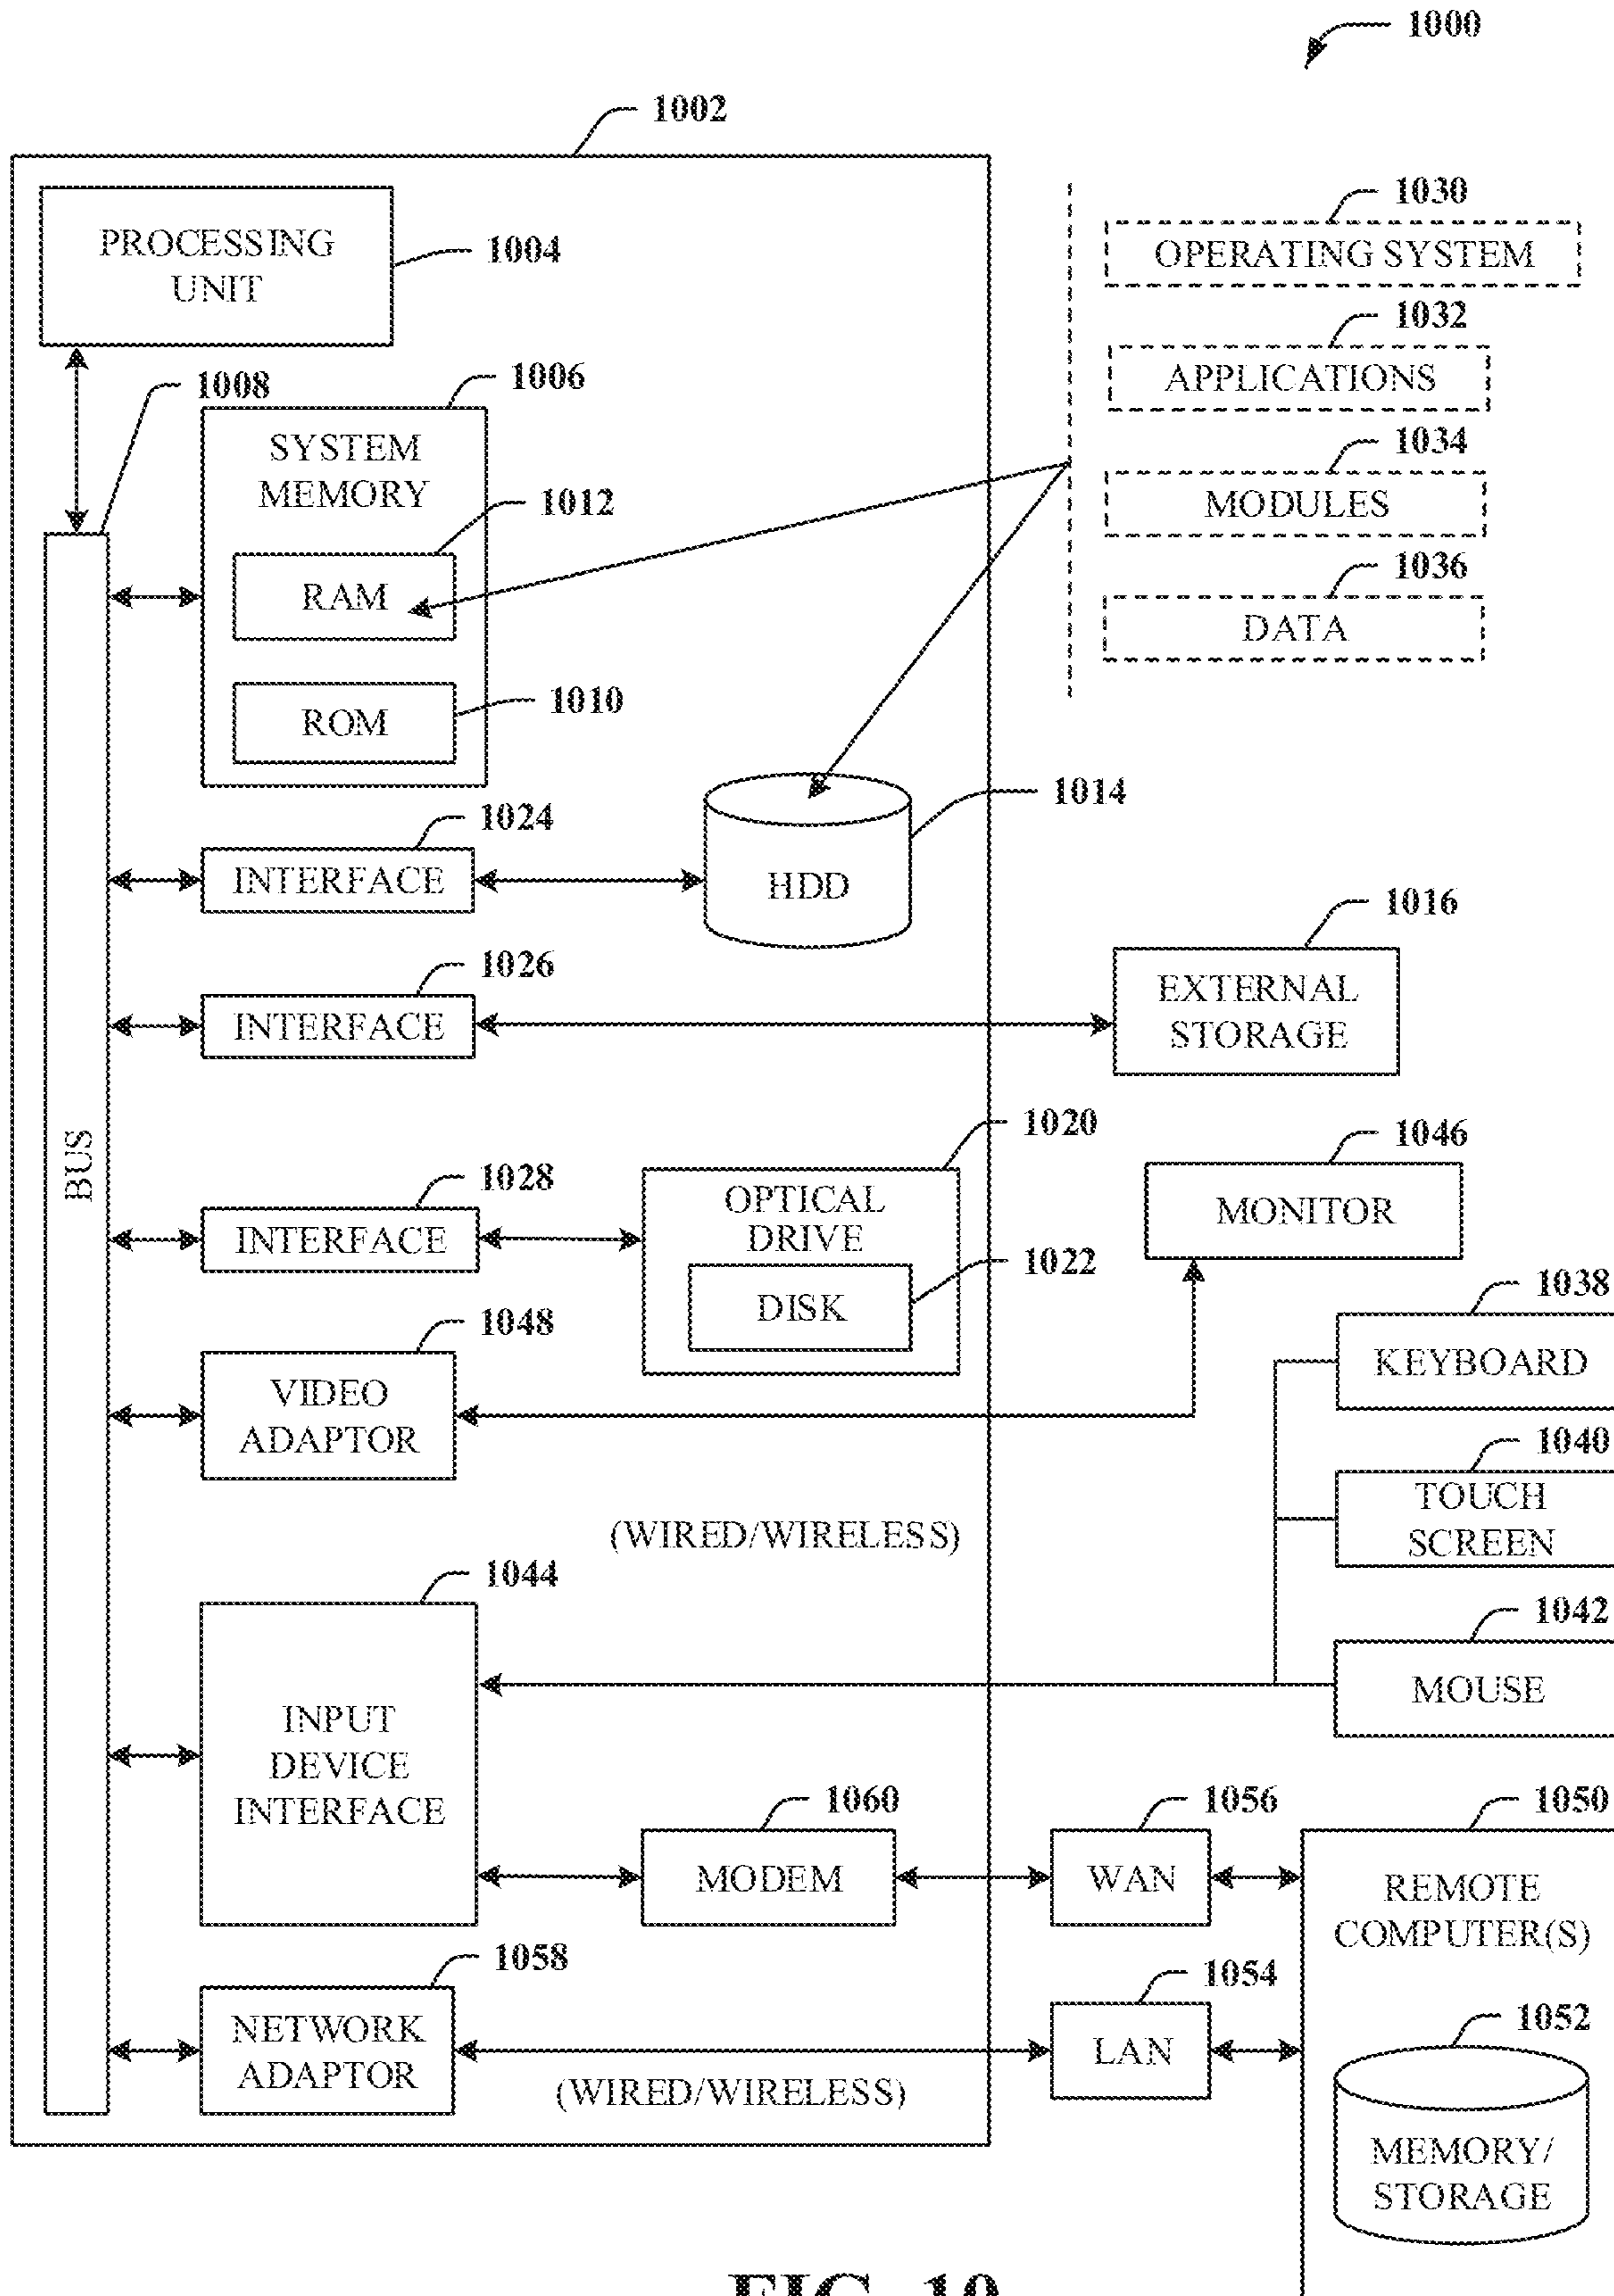 1000
1002
PROCESSING
UNIT
1004
1030
OPERATING SYSTEM
1032
APPLICATIONS
1034
MODULES
1036
DATA
1008
1006
SYSTEM
MEMORY
1012
RAM
1010
ROM
1014
HDD
1024
INTERFACE
1016
EXTERNAL
STORAGE
1026
INTERFACE
BUS
1020
OPTICAL
DRIVE
1022
DISK
1028
INTERFACE
1046
MONITOR
1048
VIDEO
ADAPTOR
1038
KEYBOARD
1040
TOUCH
SCREEN
(WIRED/WIRELESS)
1042
MOUSE
1044
INPUT
DEVICE
INTERFACE
1060
MODEM
1056
WAN
1050
REMOTE
COMPUTER(S)
1058
NETWORK
ADAPTOR
(WIRED/WIRELESS)
1054
LAN
1052
MEMORY/
STORAGE
FIG. 10